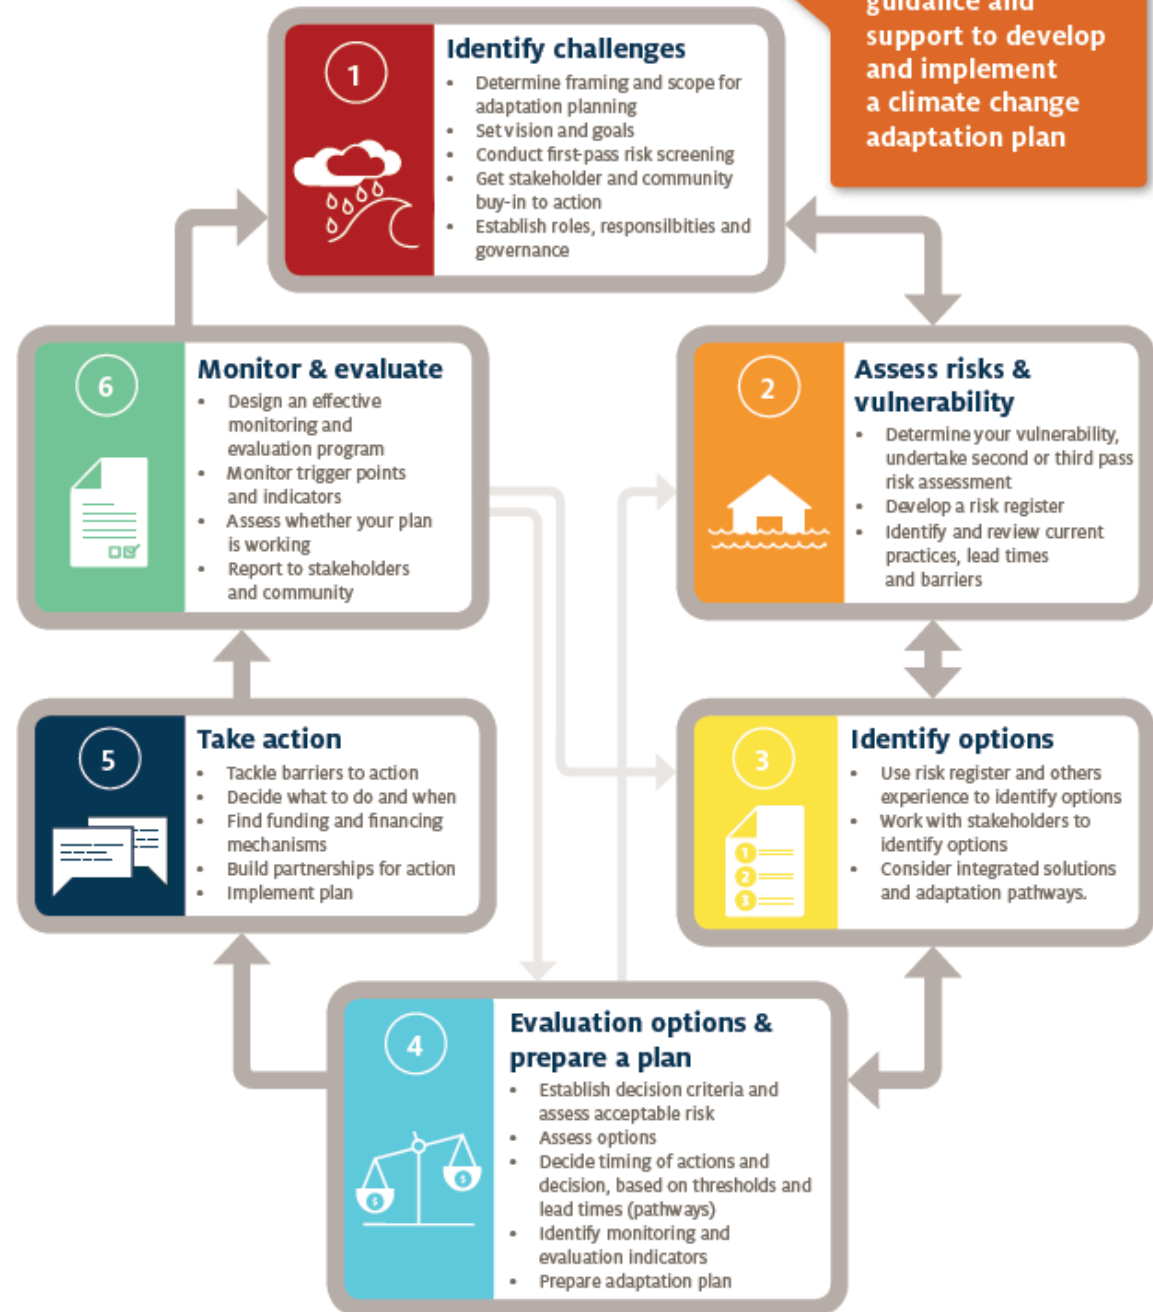 guidance and
support to develop
and implement
a climate change
adaptation plan
1
Identify challenges
• Determine framing and scope for
adaptation planning
• Set vision and goals
• Conduct first-pass risk screening
• Get stakeholder and community
buy-in to action
• Establish roles, responsilbities and
governance
2
Assess risks &
vulnerability
• Determine your vulnerability,
undertake second or third pass
risk assessment
• Develop a risk register
• Identify and review current
practices, lead times
and barriers
3
Identify options
• Use risk register and others
experience to identify options
• Work with stakeholders to
identify options
• Consider integrated solutions
and adaptation pathways.
1
2
3
4
Evaluation options &
prepare a plan
• Establish decision criteria and
assess acceptable risk
• Assess options
• Decide timing of actions and
decision, based on thresholds and
lead times (pathways)
• Identify monitoring and
evaluation indicators
• Prepare adaptation plan
$
$
5
Take action
• Tackle barriers to action
• Decide what to do and when
• Find funding and financing
mechanisms
• Build partnerships for action
• Implement plan
6
Monitor & evaluate
• Design an effective
monitoring and
evaluation program
• Monitor trigger points
and indicators
• Assess whether your plan
is working
• Report to stakeholders
and community